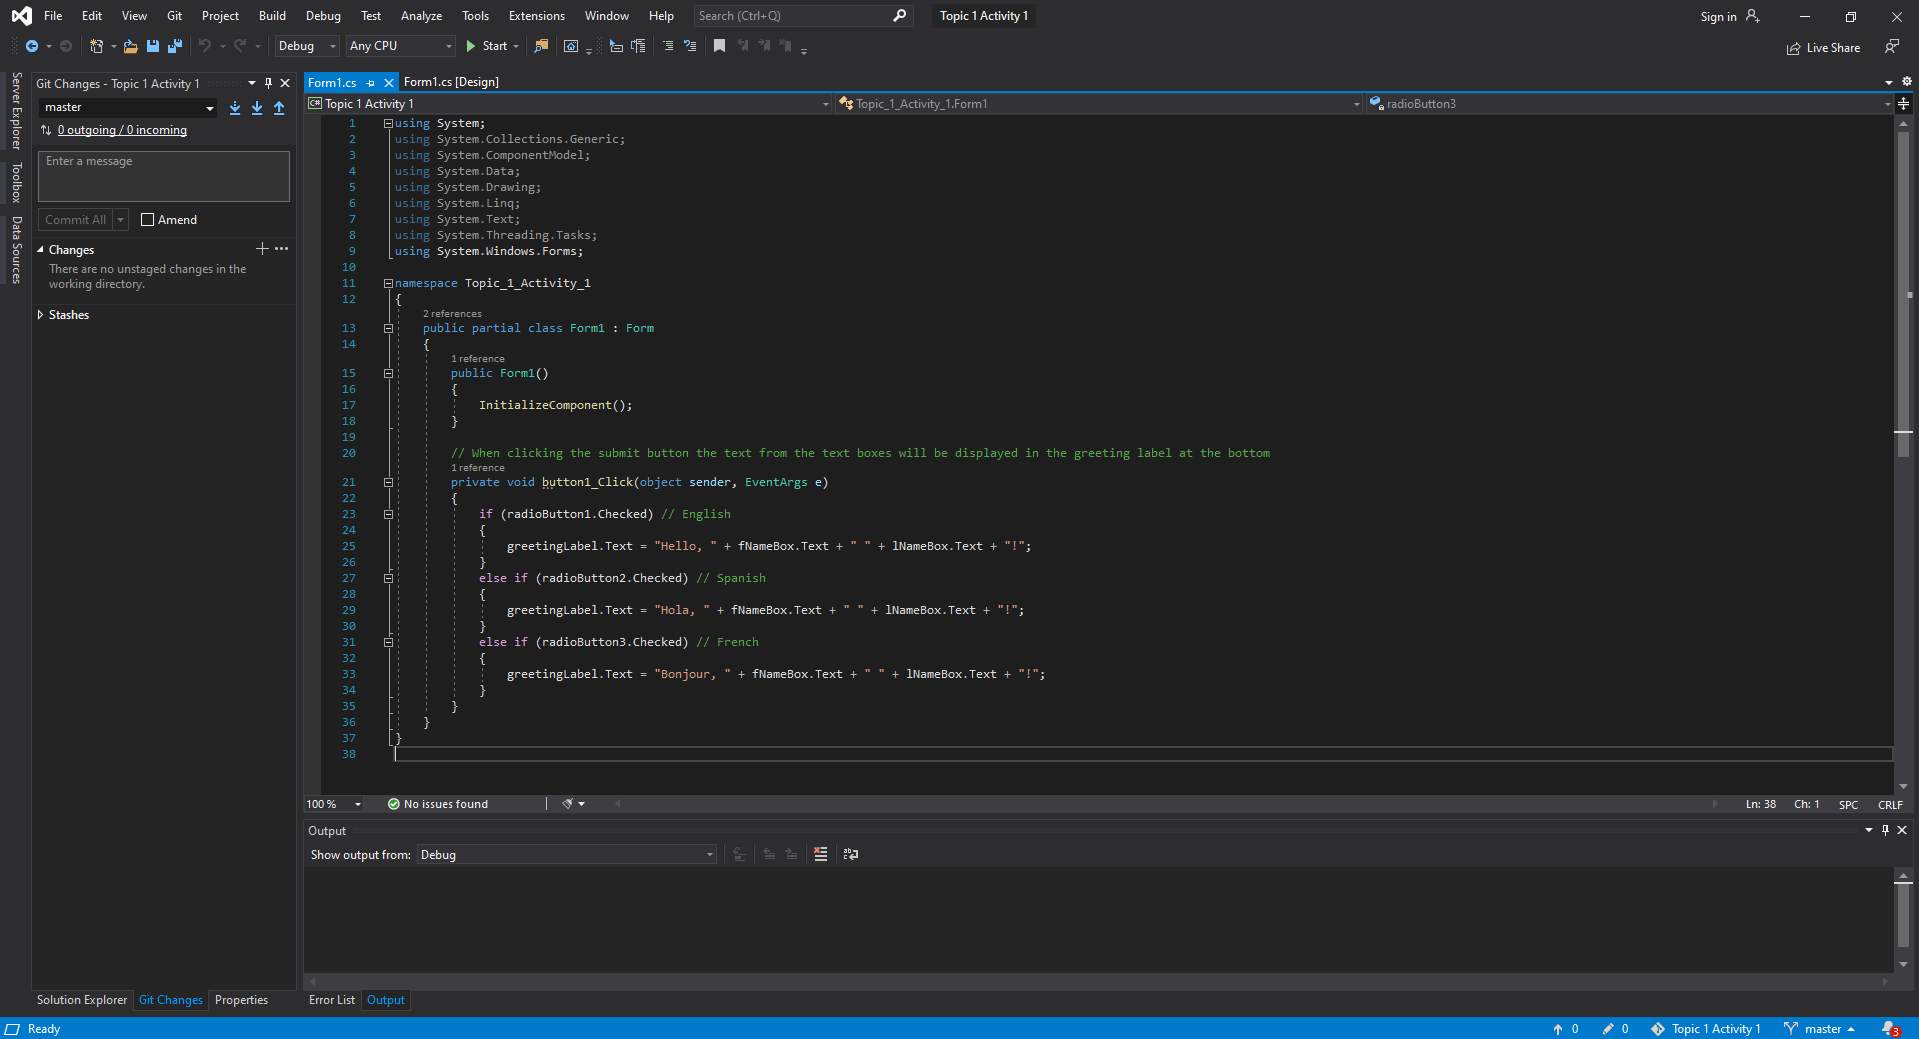 File Edit View Git Project Build Debug Test Analyze Tools Extensions Window Help Search (Ctrl+Q) Topic 1 Activity 1 Sign in
Debug Any CPU Start Live Share
Server Explorer
Toolbox
Data Sources
Git Changes - Topic 1 Activity 1
master
0 outgoing / 0 incoming
Enter a message
Commit All Amend
Changes
There are no unstaged changes in the
working directory.
Stashes
Solution Explorer Git Changes Properties
Form1.cs Form1.cs [Design]
C# Topic 1 Activity 1 Topic_1_Activity_1.Form1 radioButton3
1 using System;
2 using System.Collections.Generic;
3 using System.ComponentModel;
4 using System.Data;
5 using System.Drawing;
6 using System.Linq;
7 using System.Text;
8 using System.Threading.Tasks;
9 using System.Windows.Forms;
10
11 namespace Topic_1_Activity_1
12 {
2 references
13 public partial class Form1 : Form
14 {
1 reference
15 public Form1()
16 {
17 InitializeComponent();
18 }
19
20 // When clicking the submit button the text from the text boxes will be displayed in the greeting label at the bottom
1 reference
21 private void button1_Click(object sender, EventArgs e)
22 {
23 if (radioButton1.Checked) // English
24 {
25 greetingLabel.Text = "Hello, " + fNameBox.Text + " " + lNameBox.Text + "!";
26 }
27 else if (radioButton2.Checked) // Spanish
28 {
29 greetingLabel.Text = "Hola, " + fNameBox.Text + " " + lNameBox.Text + "!";
30 }
31 else if (radioButton3.Checked) // French
32 {
33 greetingLabel.Text = "Bonjour, " + fNameBox.Text + " " + lNameBox.Text + "!";
34 }
35 }
36 }
37 }
38
100 % No issues found Ln: 38 Ch: 1 SPC CRLF
Output
Show output from: Debug
Error List Output
Ready 0 0 Topic 1 Activity 1 master 3